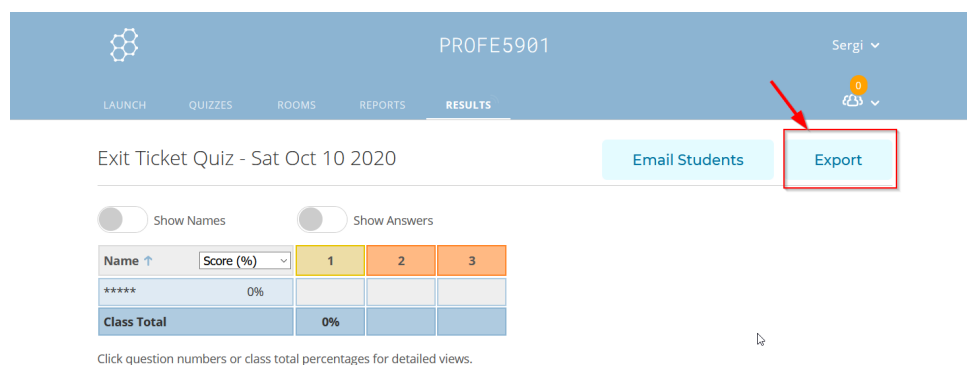 PROFE5901
Sergi
0
LAUNCH QUIZZES ROOMS REPORTS RESULTS
Exit Ticket Quiz - Sat Oct 10 2020
Email Students
Export
Show Names
Show Answers
Name ↑ Score (%) 1 2 3
***** 0%
Class Total 0%
Click question numbers or class total percentages for detailed views.